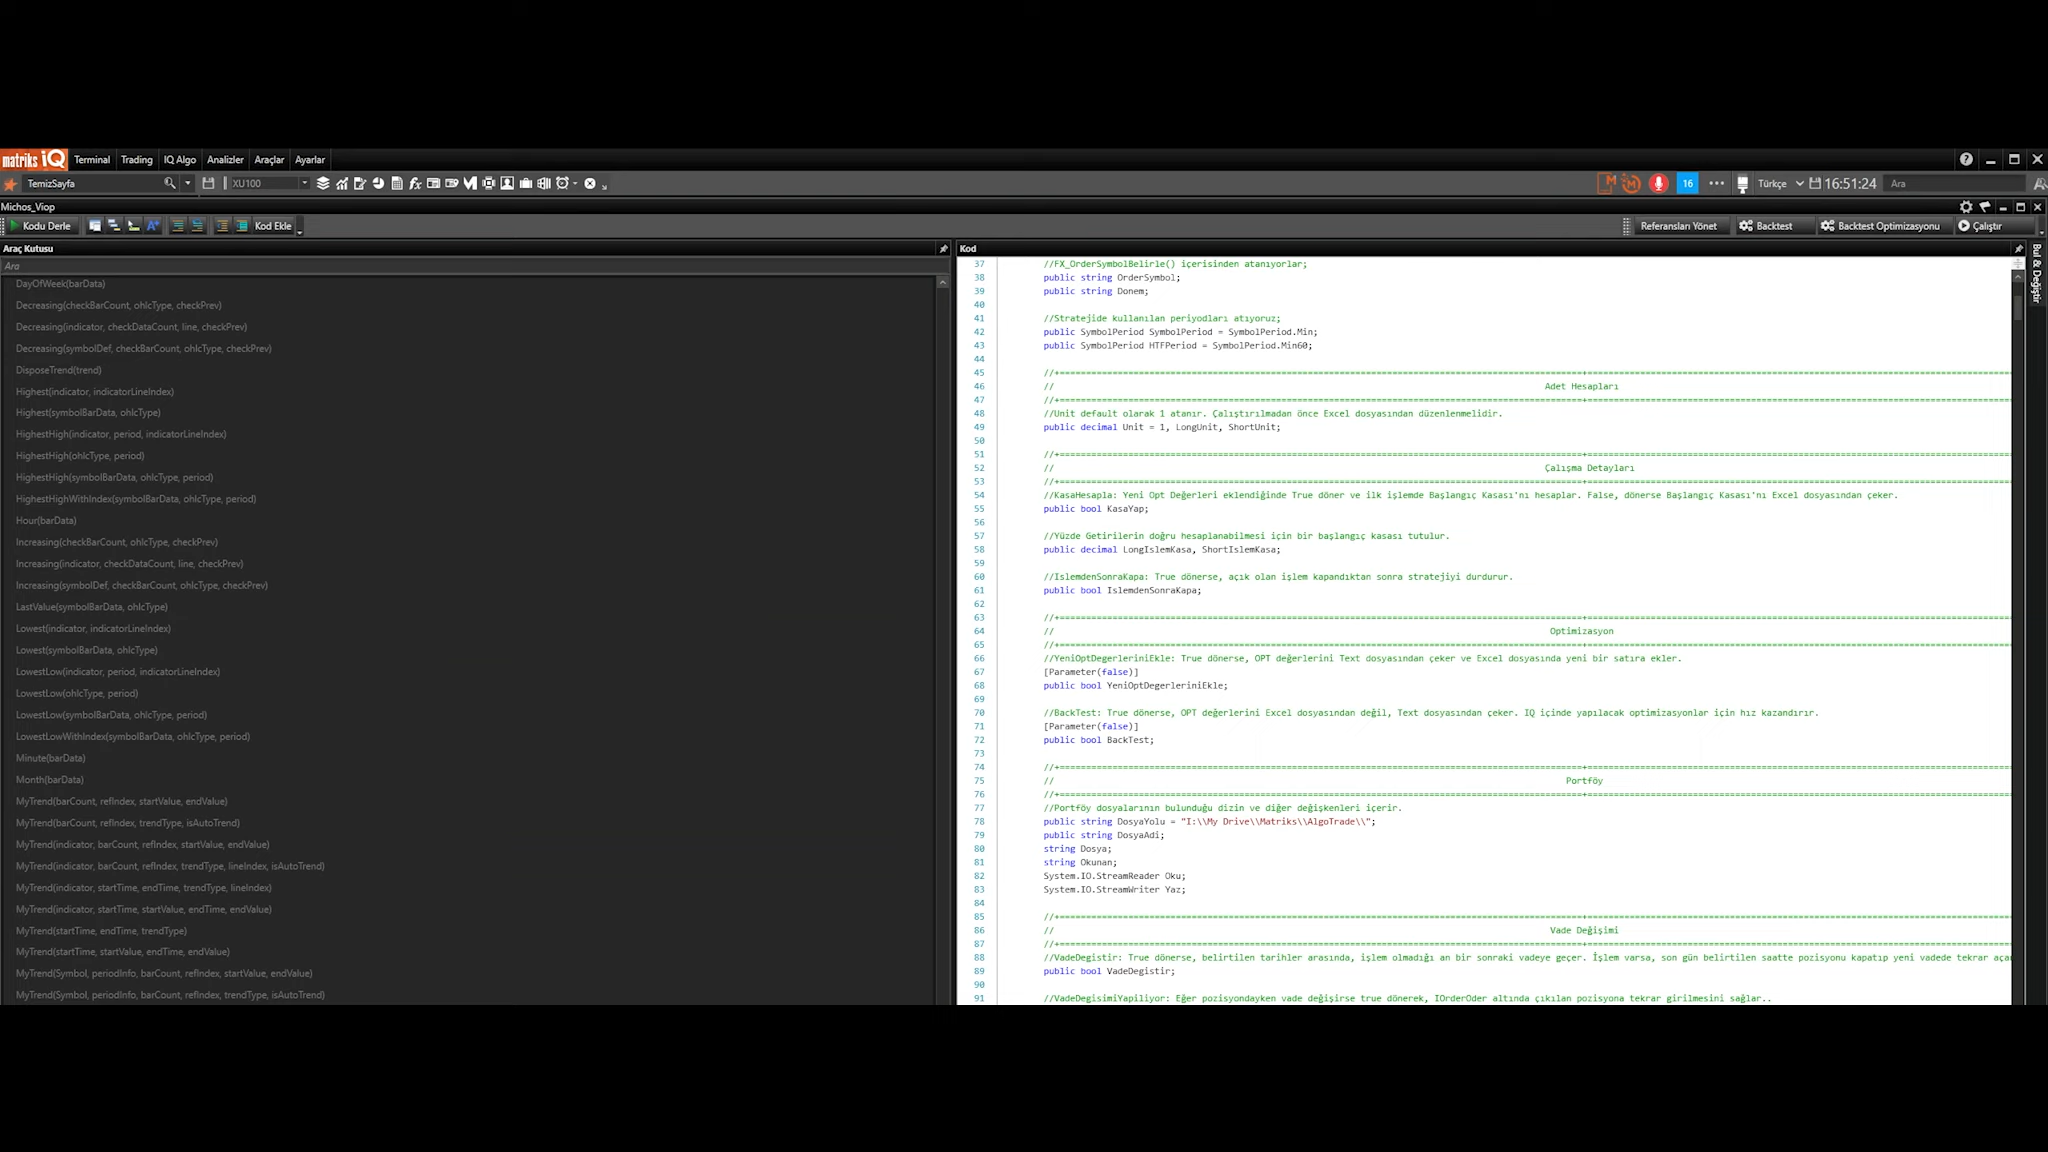 matriks iQ Terminal Trading IQ Algo Analizler Araçlar Ayarlar
TemizSayfa XU100 16 Türkçe 16:51:24 Ara
Michos_Viop
Kodu Derle Kod Ekle Referansları Yönet Backtest Backtest Optimizasyonu Çalıştır
Araç Kutusu
Ara
DayOfWeek(barData)
Decreasing(checkBarCount, ohlcType, checkPrev)
Decreasing(indicator, checkDataCount, line, checkPrev)
Decreasing(symbolDef, checkBarCount, ohlcType, checkPrev)
DisposeTrend(trend)
Highest(indicator, indicatorLineIndex)
Highest(symbolBarData, ohlcType)
HighestHigh(indicator, period, indicatorLineIndex)
HighestHigh(ohlcType, period)
HighestHigh(symbolBarData, ohlcType, period)
HighestHighWithIndex(symbolBarData, ohlcType, period)
Hour(barData)
Increasing(checkBarCount, ohlcType, checkPrev)
Increasing(indicator, checkDataCount, line, checkPrev)
Increasing(symbolDef, checkBarCount, ohlcType, checkPrev)
LastValue(symbolBarData, ohlcType)
Lowest(indicator, indicatorLineIndex)
Lowest(symbolBarData, ohlcType)
LowestLow(indicator, period, indicatorLineIndex)
LowestLow(ohlcType, period)
LowestLow(symbolBarData, ohlcType, period)
LowestLowWithIndex(symbolBarData, ohlcType, period)
Minute(barData)
Month(barData)
MyTrend(barCount, refIndex, startValue, endValue)
MyTrend(barCount, refIndex, trendType, isAutoTrend)
MyTrend(indicator, barCount, refIndex, startValue, endValue)
MyTrend(indicator, barCount, refIndex, trendType, lineIndex, isAutoTrend)
MyTrend(indicator, startTime, endTime, trendType, lineIndex)
MyTrend(indicator, startTime, startValue, endTime, endValue)
MyTrend(startTime, endTime, trendType)
MyTrend(startTime, startValue, endTime, endValue)
MyTrend(Symbol, periodInfo, barCount, refIndex, startValue, endValue)
MyTrend(Symbol, periodInfo, barCount, refIndex, trendType, isAutoTrend)
Kod
37 //FX_OrderSymbolBelirle() içerisinden atanıyorlar;
38 public string OrderSymbol;
39 public string Donem;
40
41 //Stratejide kullanılan periyodları atıyoruz;
42 public SymbolPeriod SymbolPeriod = SymbolPeriod.Min;
43 public SymbolPeriod HTFPeriod = SymbolPeriod.Min60;
44
45 //+====
46 // Adet Hesapları
47 //+====
48 //Unit default olarak 1 atanır. Çalıştırılmadan önce Excel dosyasından düzenlenmelidir.
49 public decimal Unit = 1, LongUnit, ShortUnit;
50
51 //+====
52 // Çalışma Detayları
53 //+====
54 //KasaHesapla: Yeni Opt Değerleri eklendiğinde True döner ve ilk işlemde Başlangıç Kasası'nı hesaplar. False, dönerse Başlangıç Kasası'nı Excel dosyasından çeker.
55 public bool KasaYap;
56
57 //Yüzde Getirilerin doğru hesaplanabilmesi için bir başlangıç kasası tutulur.
58 public decimal LongIslemKasa, ShortIslemKasa;
59
60 //IslemdenSonraKapa: True dönerse, açık olan işlem kapandıktan sonra stratejiyi durdurur.
61 public bool IslemdenSonraKapa;
62
63 //+====
64 // Optimizasyon
65 //+====
66 //YeniOptDegerleriniEkle: True dönerse, OPT değerlerini Text dosyasından çeker ve Excel dosyasında yeni bir satıra ekler.
67 [Parameter(false)]
68 public bool YeniOptDegerleriniEkle;
69
70 //BackTest: True dönerse, OPT değerlerini Excel dosyasından değil, Text dosyasından çeker. IQ içinde yapılacak optimizasyonlar için hız kazandırır.
71 [Parameter(false)]
72 public bool BackTest;
73
74 //+====
75 // Portföy
76 //+====
77 //Portföy dosyalarının bulunduğu dizin ve diğer değişkenleri içerir.
78 public string DosyaYolu = "I:\\My Drive\\Matriks\\AlgoTrade\\";
79 public string DosyaAdi;
80 string Dosya;
81 string Okunan;
82 System.IO.StreamReader Oku;
83 System.IO.StreamWriter Yaz;
84
85 //+====
86 // Vade Değişimi
87 //+====
88 //VadeDegistir: True dönerse, belirtilen tarihler arasında, işlem olmadığı an bir sonraki vadeye geçer. İşlem varsa, son gün belirtilen saatte pozisyonu kapatıp yeni vadede tekrar açar
89 public bool VadeDegistir;
90
91 //VadeDegisimiYapiliyor: Eğer pozisyondayken vade değişirse true dönerek, IOrderOder altında çıkılan pozisyona tekrar girilmesini sağlar..
Bul & Değiştir